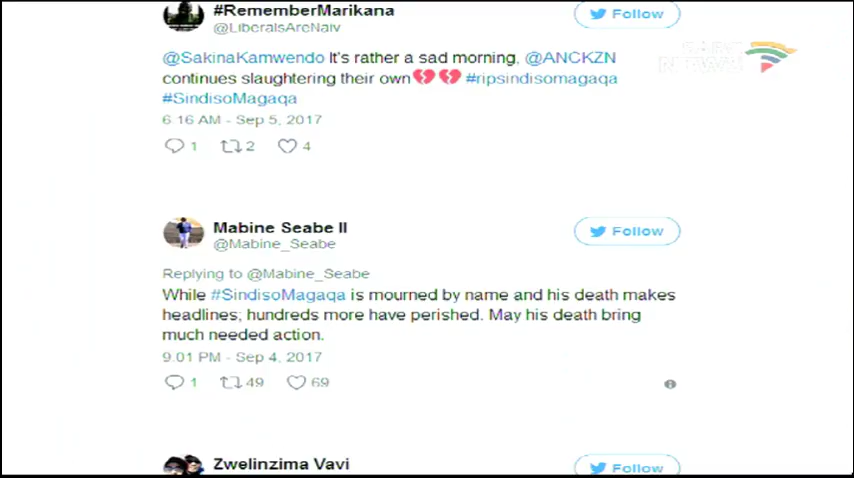 #RememberMarikana
Follow
@LiberalsAreNaiv
@SakinaKamwendo It's rather a sad morning, @ANCKZN
continues slaughtering their own💔💔 #ripsindisomagaqa
#SindisoMagaqa
6:16 AM - Sep 5, 2017
1 2 4
SABC
NEWS
Mabine Seabe II
Follow
@Mabine_Seabe
Replying to @Mabine_Seabe
While #SindisoMagaqa is mourned by name and his death makes
headlines; hundreds more have perished. May his death bring
much needed action.
9:01 PM - Sep 4, 2017
1 49 69
Zwelinzima Vavi
Follow